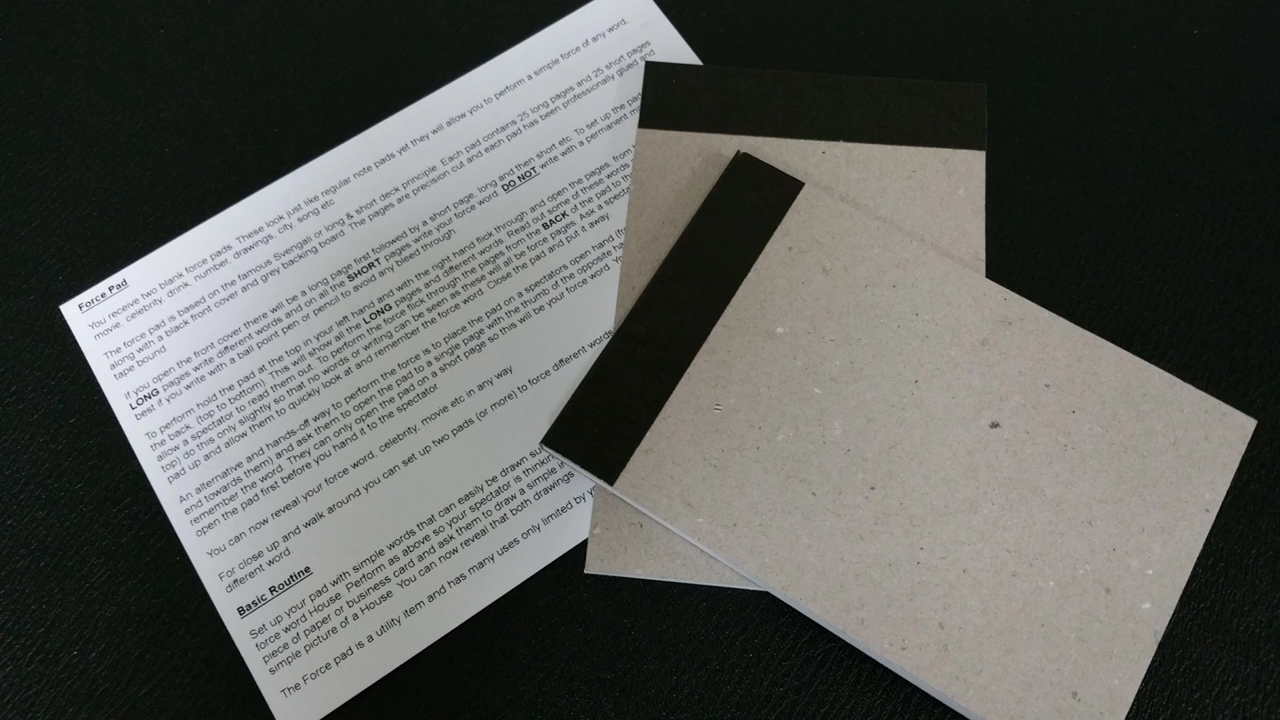 Force Pad
You receive two blank force pads. These look just like regular note pads yet they will allow you to perform a simple force of any word,
movie, celebrity, drink, number, drawings, city, song etc
The force pad is based on the famous Svengali or long & short deck principle. Each pad contains 25 long pages and 25 short pages
along with a black front cover and grey backing board. The pages are precision cut and each pad has been professionally glued and
tape bound
If you open the front cover there will be a long page first followed by a short page, long and then short etc. To set up the pad
LONG pages write different words and on all the SHORT pages write your force word. DO NOT write with a permanent
best if you write with a ball point pen or pencil to avoid any bleed through
To perform hold the pad at the top in your left hand and with the right hand flick through and open the pages, from
the back, (top to bottom) This will show all the LONG pages and different words. Read out some of these words
allow a spectator to read them out. To perform the force flick through the pages from the BACK of the pad to the
top) do this only slightly so that no words or writing can be seen as these will all be force pages. Ask a
pad up and allow them to quickly look at and remember the force word. Close the pad and put it away
An alternative and hands-off way to perform the force is to place the pad on a spectators open hand
end towards them) and ask them to open the pad to a single page with the thumb of the opposite
remember the word. They can only open the pad on a short page so this will be your force word.
open the pad first before you hand it to the spectator
You can now reveal your force word, celebrity, movie etc in any way
For close up and walk around you can set up two pads (or more) to force different words
different word
Basic Routine
Set up your pad with simple words that can easily be drawn
force word House. Perform as above so your spectator is
piece of paper or business card and ask them to draw a simple
simple picture of a House. You can now reveal that both drawings
The Force pad is a utility item and has many uses only limited by